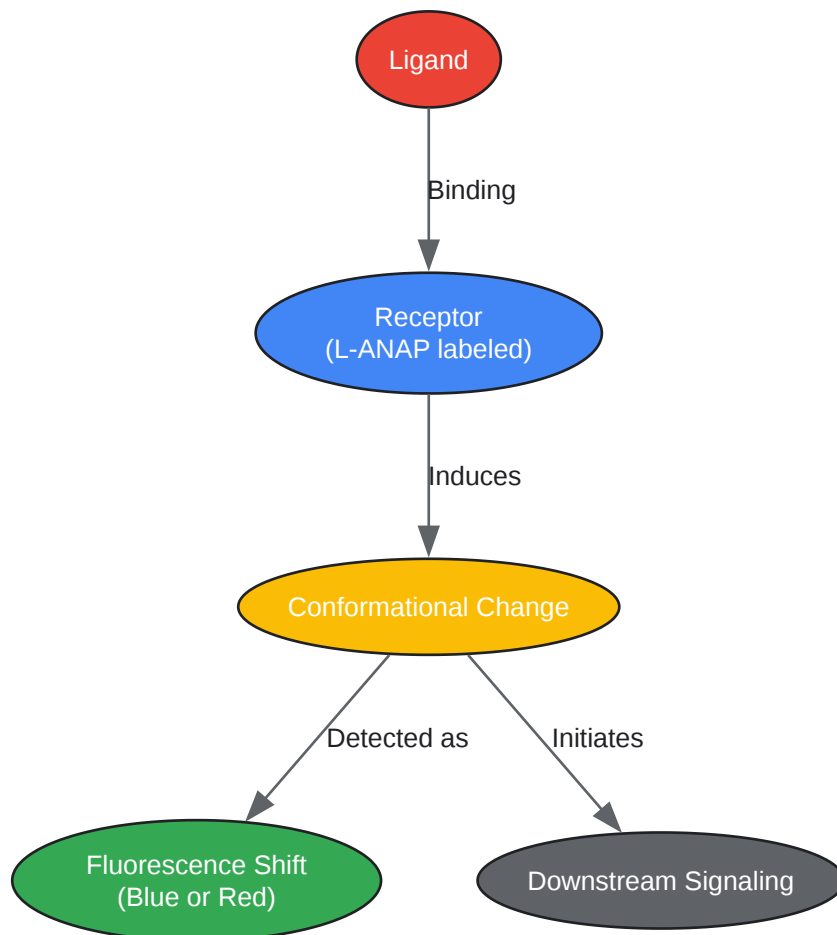 Ligand
Binding
Receptor
(L-ANAP labeled)
Induces
Conformational Change
Detected as
Initiates
Fluorescence Shift
(Blue or Red)
Downstream Signaling